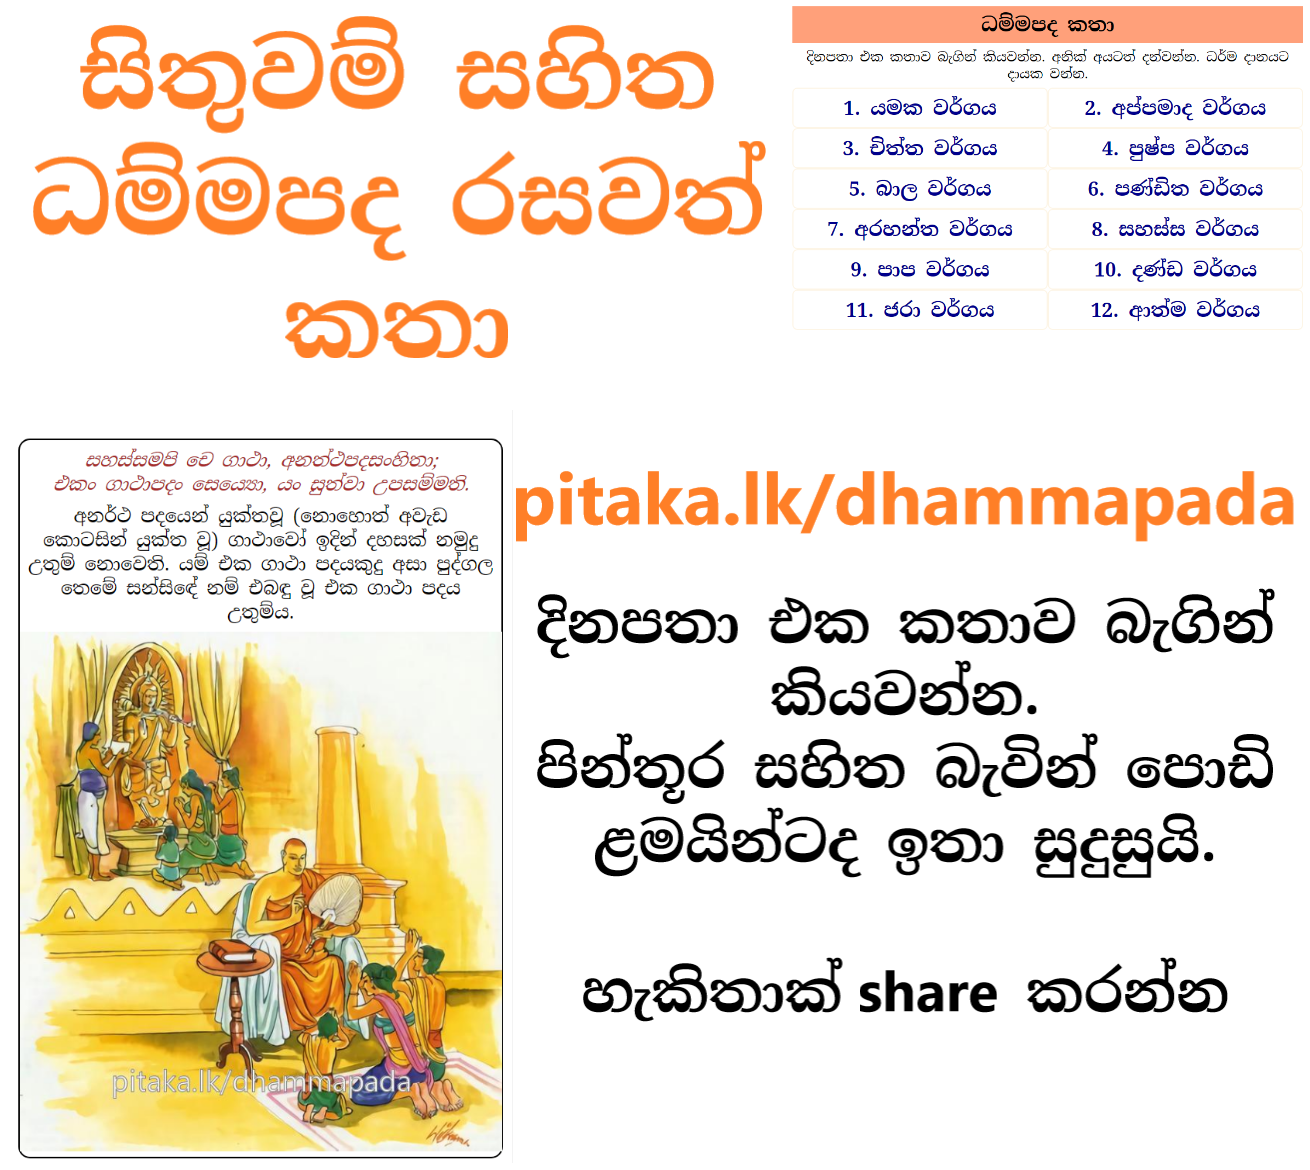 සිතුවම් සහිත
ධම්මපද රසවත්
කතා
ධම්මපද කතා
දිනපතා එක කතාව බැගින් කියවන්න. අනික් අයටත් දන්වන්න. ධර්ම දානයට
දායක වන්න.
1. යමක වර්ගය
2. අප්පමාද වර්ගය
3. චිත්ත වර්ගය
4. පුෂ්ප වර්ගය
5. බාල වර්ගය
6. පණ්ඩිත වර්ගය
7. අරහන්ත වර්ගය
8. සහස්ස වර්ගය
9. පාප වර්ගය
10. දණ්ඩ වර්ගය
11. ජරා වර්ගය
12. ආත්ම වර්ගය
සහස්සමපි චෙ ගාථා, අනත්ථපදසංහිතා;
එකං ගාථාපදං සෙය්‍යො, යං සුත්වා උපසම්මති.
අනර්ථ පදයෙන් යුක්තවූ (නොහොත් අවැඩ
කොටසින් යුක්ත වූ) ගාථාවෝ ඉදින් දහසක් නමුදු
උතුම් නොවෙති. යම් එක ගාථා පදයකුදු අසා පුද්ගල
තෙමේ සන්සිඳේ නම් එබඳු වූ එක ගාථා පදය
උතුම්ය.
pitaka.lk/dhammapada
pitaka.lk/dhammapada
දිනපතා එක කතාව බැගින්
කියවන්න.
පින්තූර සහිත බැවින් පොඩි
ළමයින්ටද ඉතා සුදුසුයි.
හැකිතාක් share කරන්න